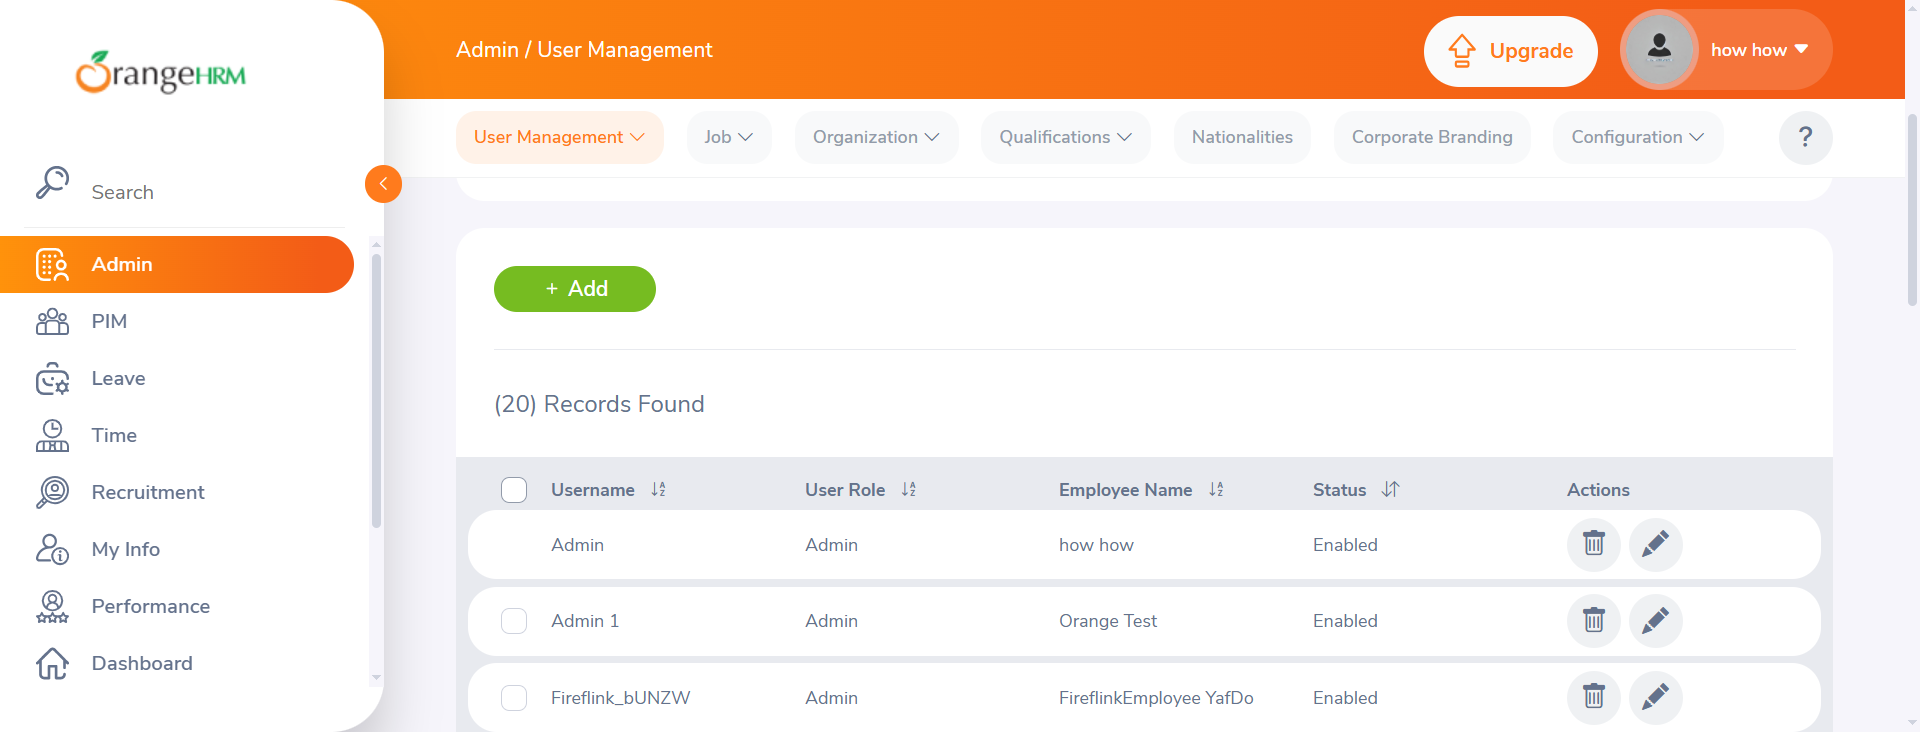 OrangeHRM
Admin / User Management
Upgrade
how how
User Management
Job
Organization
Qualifications
Nationalities
Corporate Branding
Configuration
?
Search
Admin
PIM
Leave
Time
Recruitment
My Info
Performance
Dashboard
+ Add
(20) Records Found
Username User Role Employee Name Status Actions
Admin Admin how how Enabled
Admin 1 Admin Orange Test Enabled
Fireflink_bUNZW Admin FireflinkEmployee YafDo Enabled